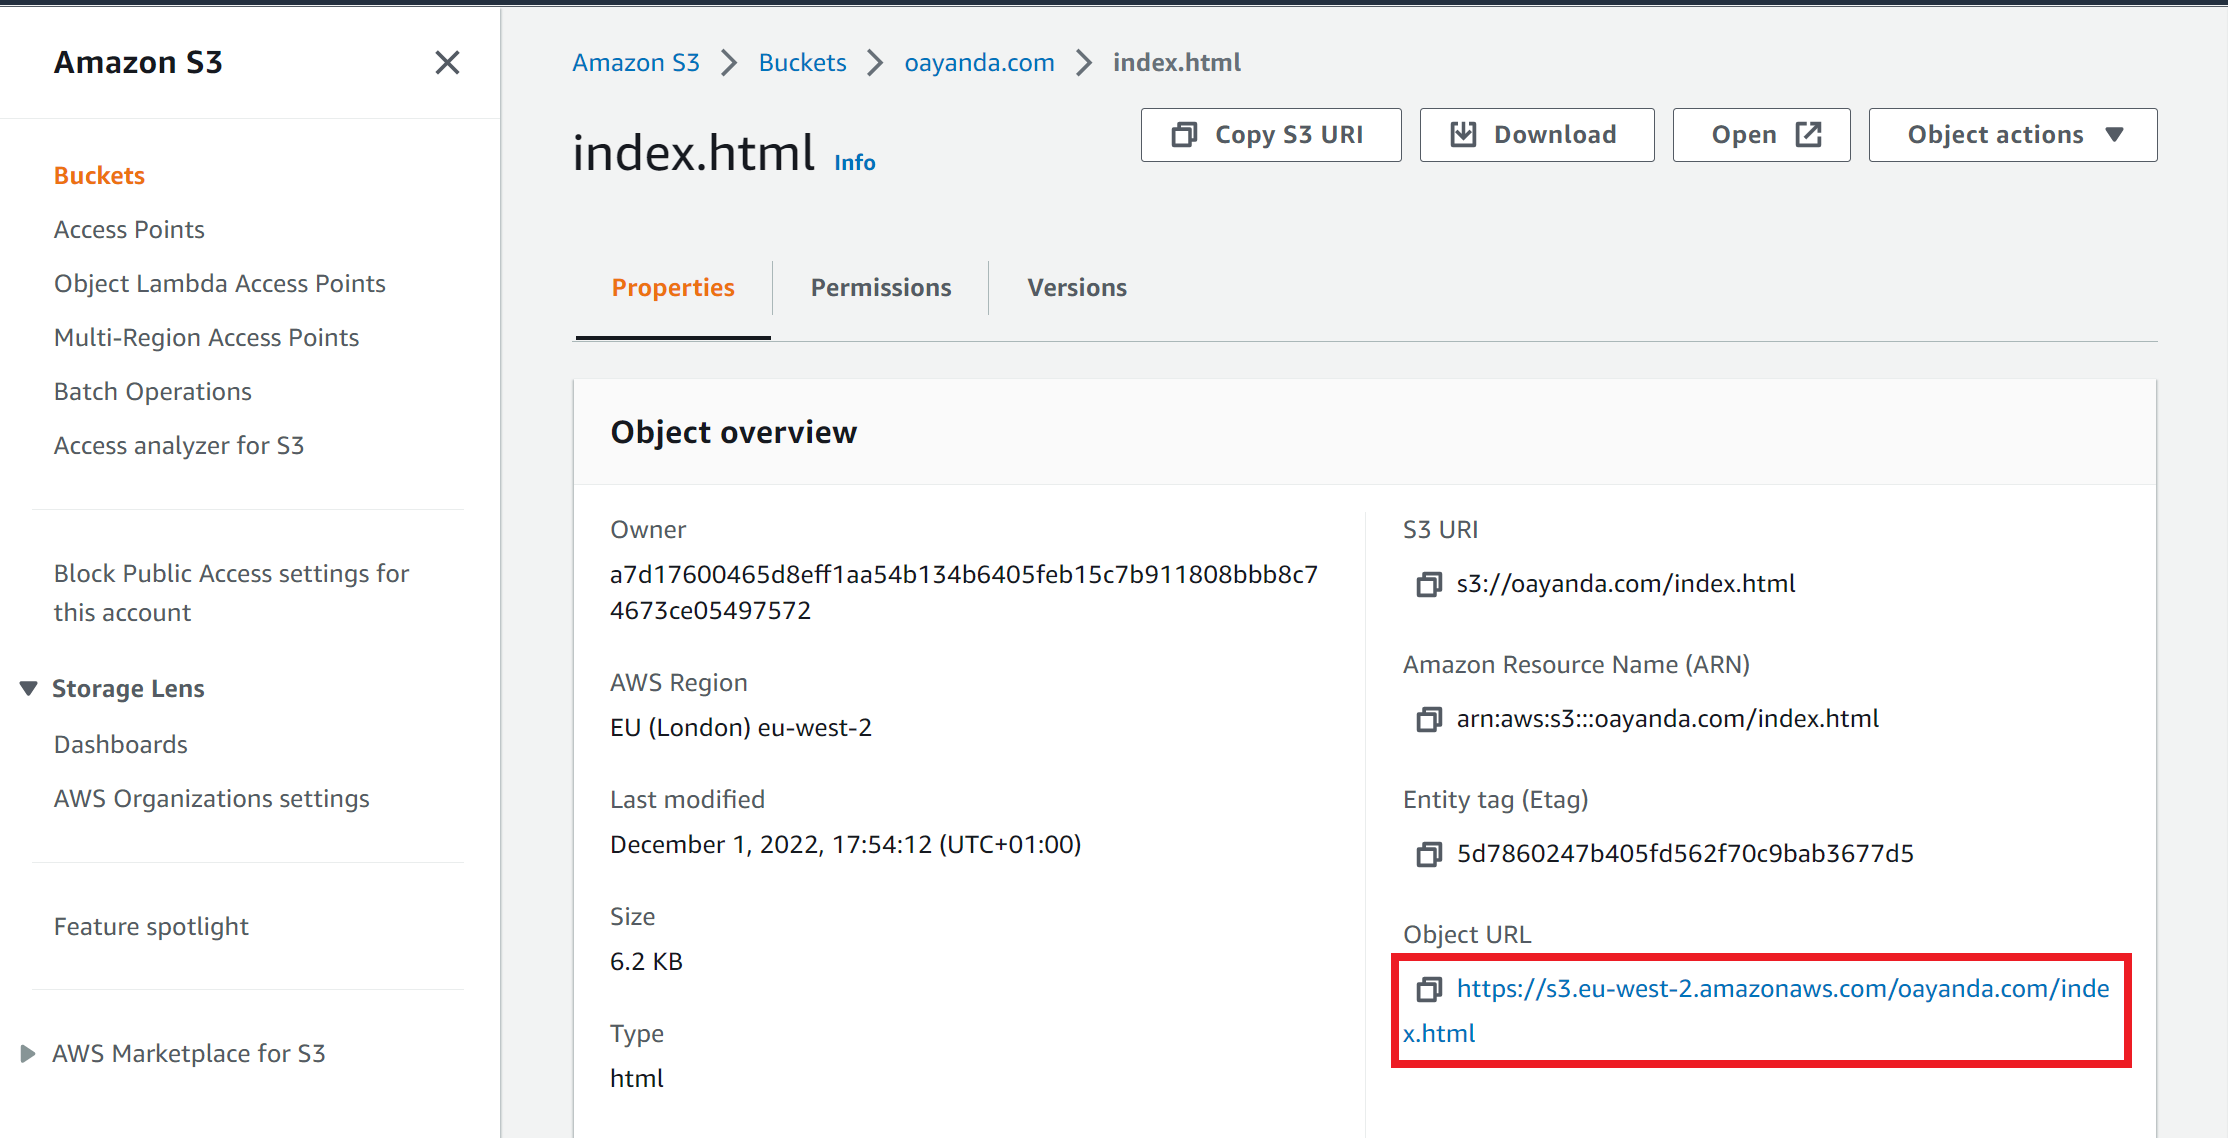 Amazon S3
Buckets
Access Points
Object Lambda Access Points
Multi-Region Access Points
Batch Operations
Access analyzer for S3
Block Public Access settings for
this account
Storage Lens
Dashboards
AWS Organizations settings
Feature spotlight
AWS Marketplace for S3
Amazon S3 > Buckets > oayanda.com > index.html
index.html Info
Copy S3 URI
Download
Open
Object actions
Properties
Permissions
Versions
Object overview
Owner
a7d17600465d8eff1aa54b134b6405feb15c7b911808bbb8c7
4673ce05497572
AWS Region
EU (London) eu-west-2
Last modified
December 1, 2022, 17:54:12 (UTC+01:00)
Size
6.2 KB
Type
html
S3 URI
s3://oayanda.com/index.html
Amazon Resource Name (ARN)
arn:aws:s3:::oayanda.com/index.html
Entity tag (Etag)
5d7860247b405fd562f70c9bab3677d5
Object URL
https://s3.eu-west-2.amazonaws.com/oayanda.com/inde
x.html